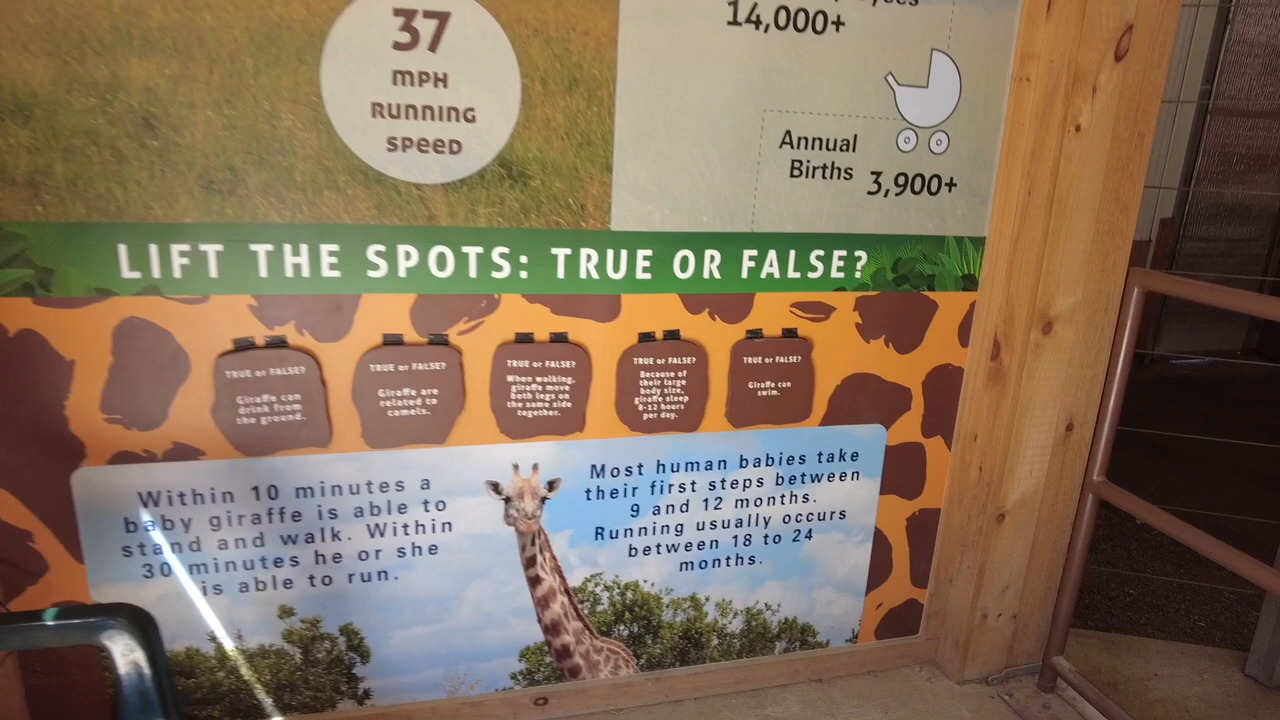 37
MPH
RUNNING
SPEED
14,000+
Annual
Births 3,900+
LIFT THE SPOTS: TRUE OR FALSE?
TRUE or FALSE?
Giraffe can
drink from
the ground.
TRUE or FALSE?
Giraffe are
related to
camels.
TRUE or FALSE?
When walking,
giraffe move
both legs on
the same side
together.
TRUE or FALSE?
Because of
their large
body size,
giraffe sleep
8-12 hours
per day.
TRUE or FALSE?
Giraffe can
swim.
Within 10 minutes a
baby giraffe is able to
stand and walk. Within
30 minutes he or she
is able to run.
Most human babies take
their first steps between
9 and 12 months.
Running usually occurs
between 18 to 24
months.